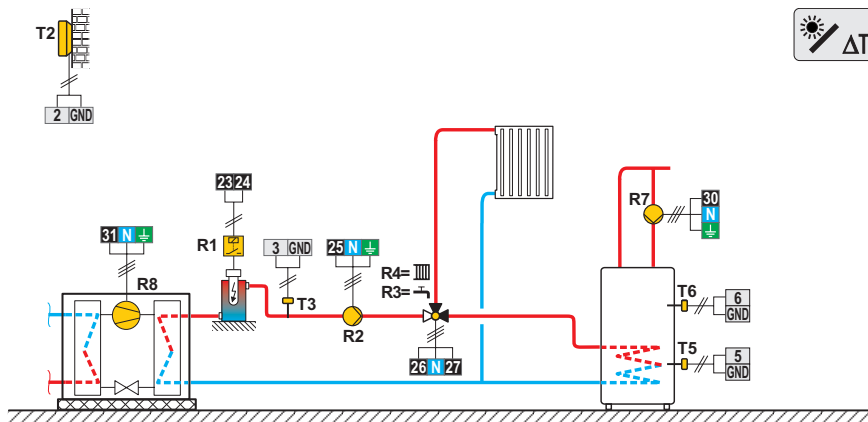 T2
ΔT
2 GND
23 24
30
N
R7
31 N
R1
3 GND
25 N
R4=
R3=
R8
T3
R2
T6
6
GND
T5
5
GND
26 N 27